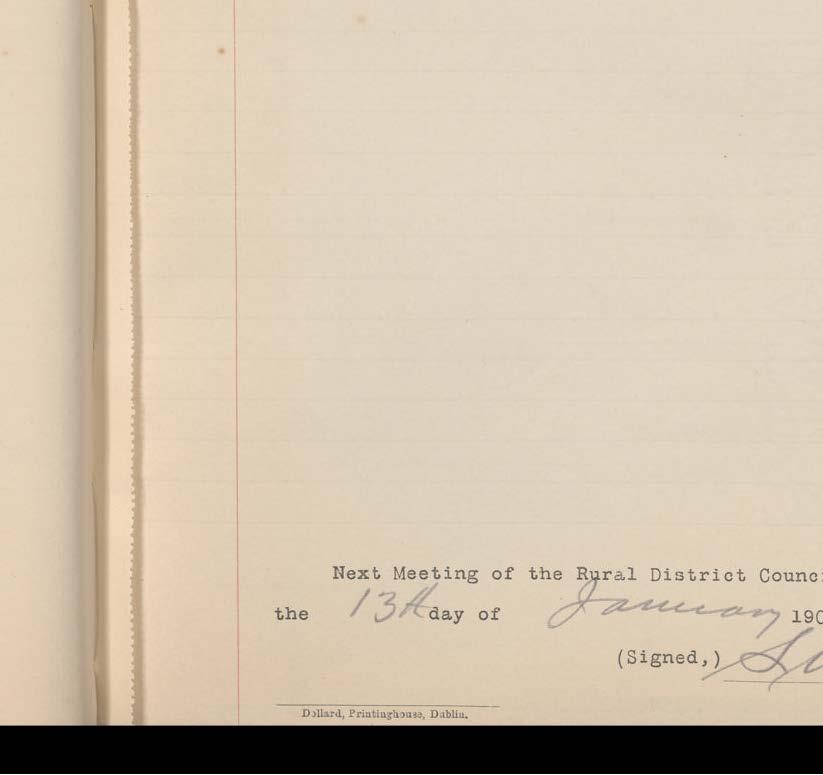 Next Meeting of the Rural District Counc
the 13th day of January 190
(Signed,)
Dollard, Printinghouse, Dublin.